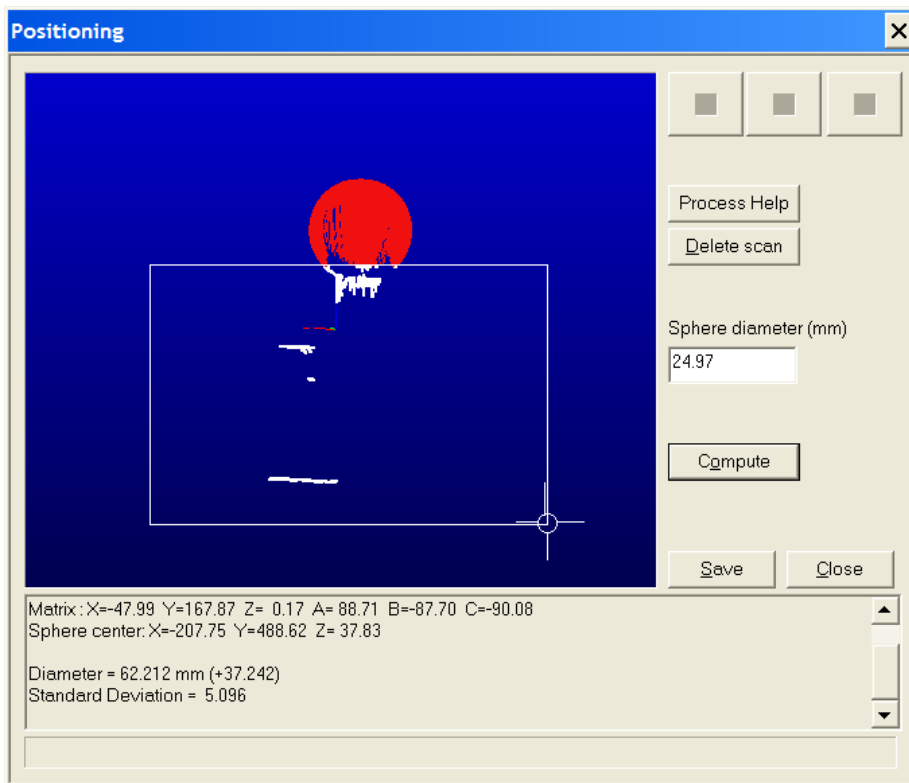 Positioning
Process Help
Delete scan
Sphere diameter (mm)
24.97
Compute
Save
Close
Matrix : X=-47.99 Y=167.87 Z= 0.17 A= 88.71 B=-87.70 C=-90.08
Sphere center: X=-207.75 Y=488.62 Z= 37.83
Diameter = 62.212 mm (+37.242)
Standard Deviation = 5.096